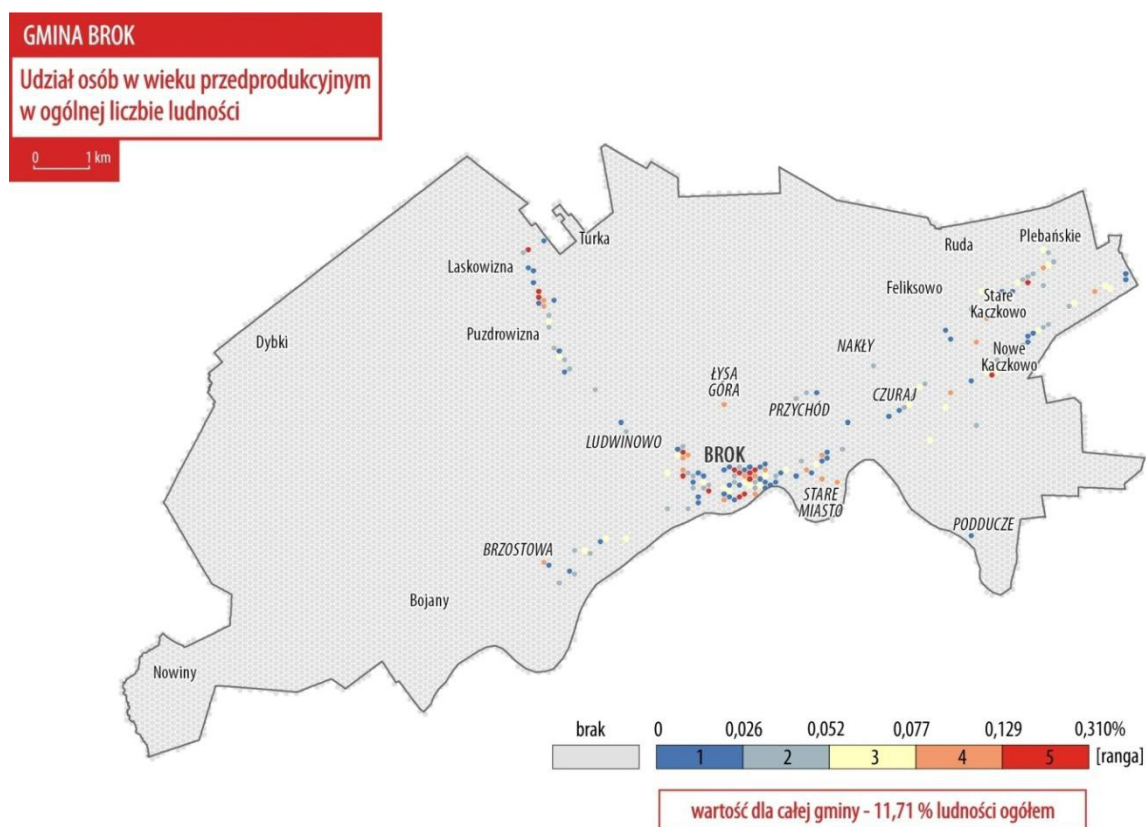 GMINA BROK
Udział osób w wieku przedprodukcyjnym
w ogólnej liczbie ludności
0 1 km
Turka
Ruda
Plebańskie
Laskowizna
Feliksowo
Stare
Kaczkowo
Puzdrowizna
Dybki
NAKŁY
Nowe
Kaczkowo
ŁYSA
GÓRA
CZURAJ
PRZYCHÓD
LUDWINOWO
BROK
STARE
MIASTO
PODDUCZE
BRZOSTOWA
Bojany
Nowiny
brak 0 0,026 0,052 0,077 0,129 0,310%
1 2 3 4 5 [ranga]
wartość dla całej gminy - 11,71 % ludności ogółem